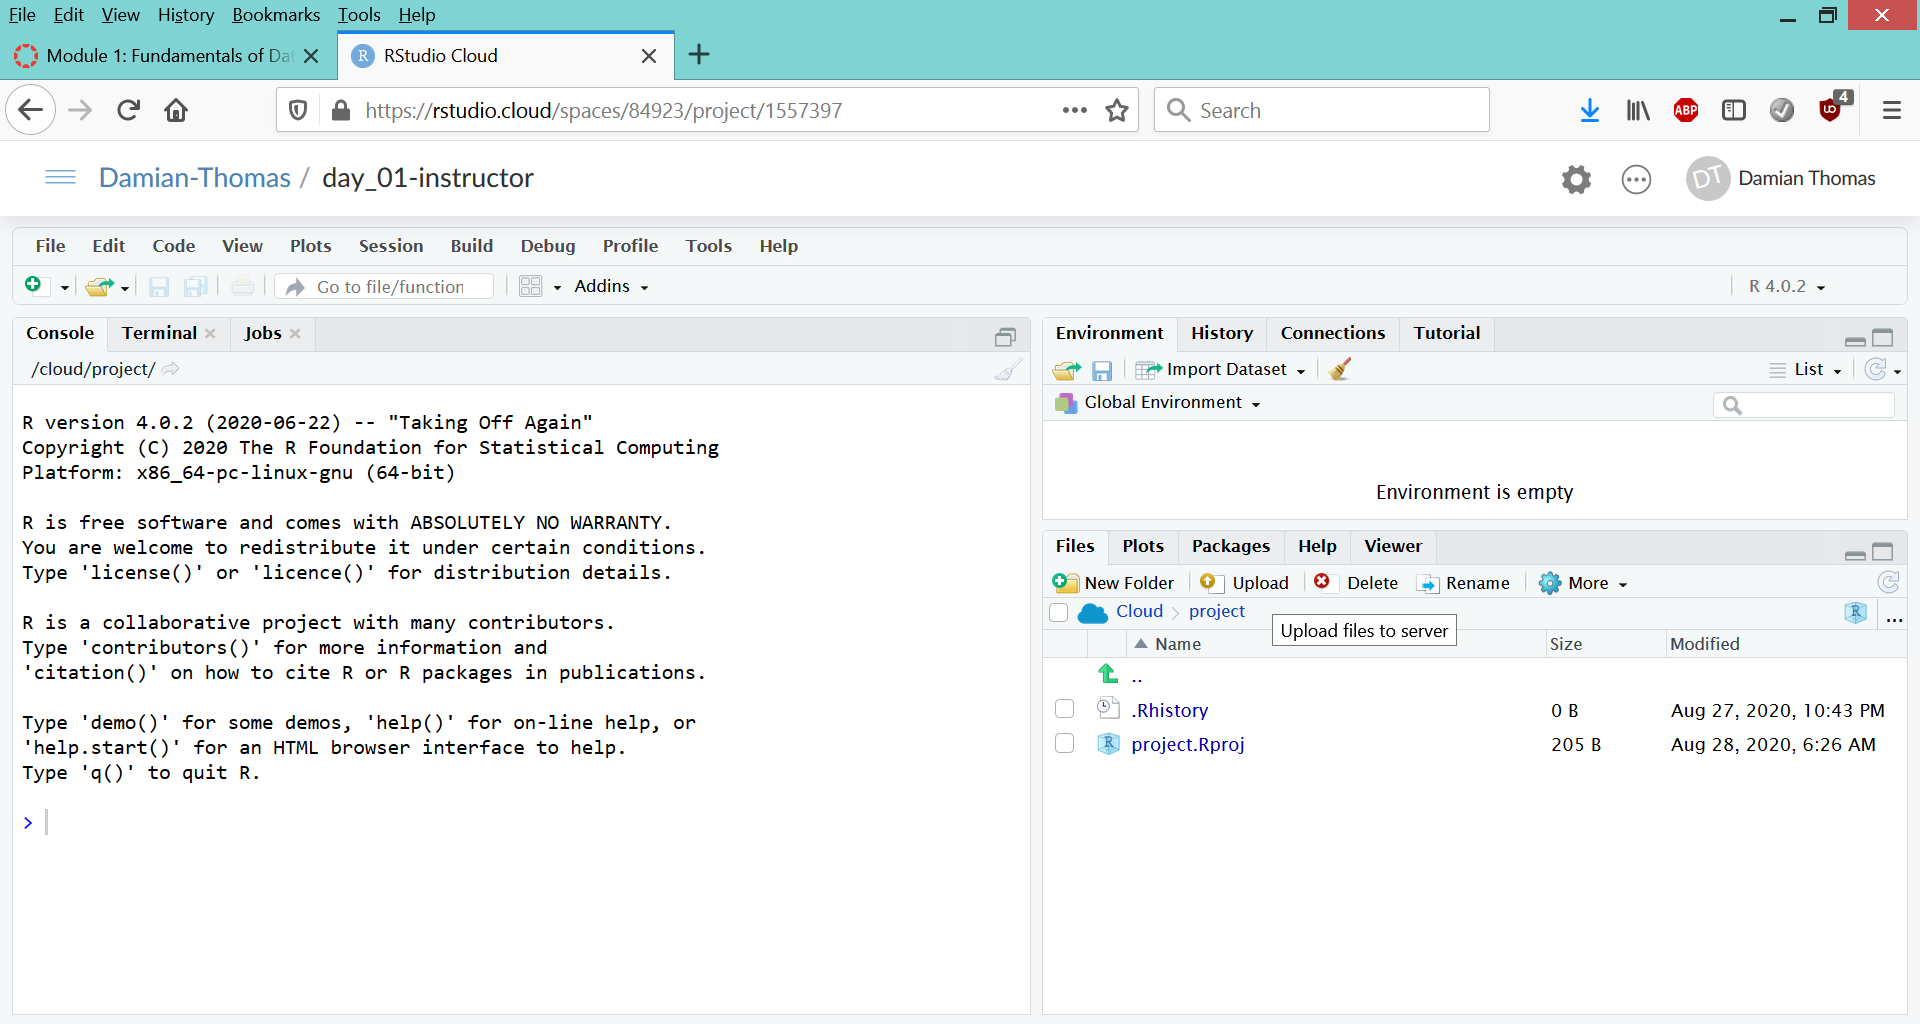 File Edit View History Bookmarks Tools Help
Module 1: Fundamentals of Dat
RStudio Cloud
https://rstudio.cloud/spaces/84923/project/1557397
Search
ABP
4
Damian-Thomas / day_01-instructor
DT Damian Thomas
File Edit Code View Plots Session Build Debug Profile Tools Help
Go to file/function Addins R 4.0.2
Console Terminal Jobs
/cloud/project/
R version 4.0.2 (2020-06-22) -- "Taking Off Again"
Copyright (C) 2020 The R Foundation for Statistical Computing
Platform: x86_64-pc-linux-gnu (64-bit)
R is free software and comes with ABSOLUTELY NO WARRANTY.
You are welcome to redistribute it under certain conditions.
Type 'license()' or 'licence()' for distribution details.
R is a collaborative project with many contributors.
Type 'contributors()' for more information and
'citation()' on how to cite R or R packages in publications.
Type 'demo()' for some demos, 'help()' for on-line help, or
'help.start()' for an HTML browser interface to help.
Type 'q()' to quit R.
>
Environment History Connections Tutorial
Import Dataset List
Global Environment
Environment is empty
Files Plots Packages Help Viewer
New Folder Upload Delete Rename More
Cloud project ...
Upload files to server
Name Size Modified
..
.Rhistory 0 B Aug 27, 2020, 10:43 PM
project.Rproj 205 B Aug 28, 2020, 6:26 AM